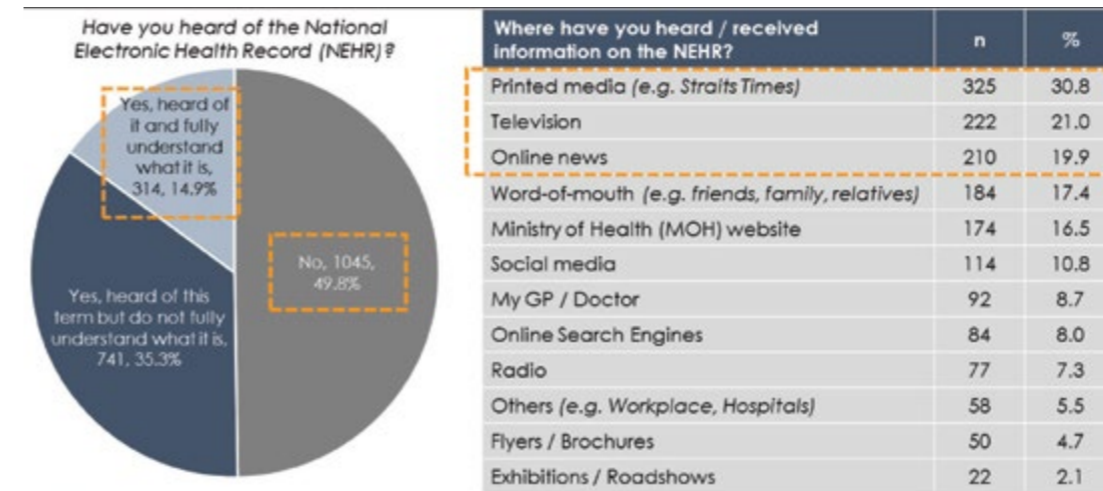 Have you heard of the National
Electronic Health Record (NEHR)?
Yes, heard of
it and fully
understand
what it is,
314, 14.9%
No, 1045,
49.8%
Yes, heard of this
term but do not fully
understand what it is,
741, 35.3%
Where have you heard / received
information on the NEHR? n %
Printed media (e.g. Straits Times) 325 30.8
Television 222 21.0
Online news 210 19.9
Word-of-mouth (e.g. friends, family, relatives) 184 17.4
Ministry of Health (MOH) website 174 16.5
Social media 114 10.8
My GP / Doctor 92 8.7
Online Search Engines 84 8.0
Radio 77 7.3
Others (e.g. Workplace, Hospitals) 58 5.5
Flyers / Brochures 50 4.7
Exhibitions / Roadshows 22 2.1